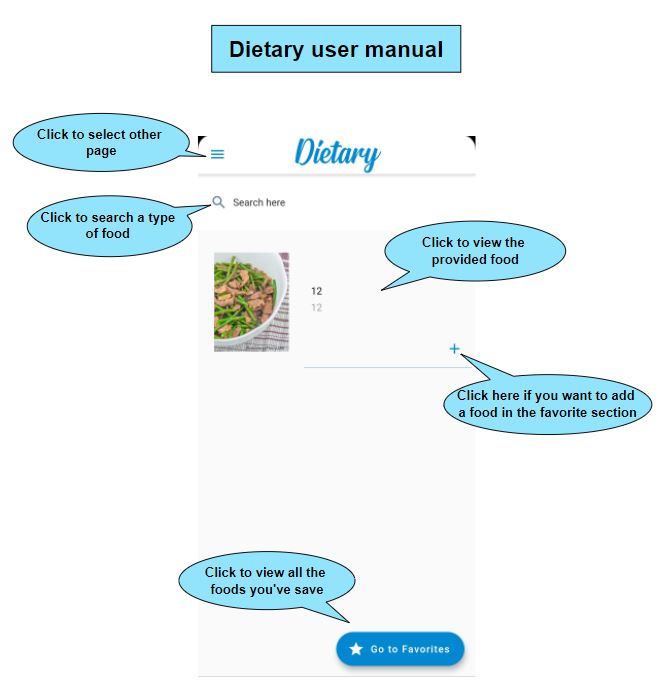 Dietary user manual
Click to select other
page
Dietary
Click to search a type
of food
Search here
Click to view the
provided food
12
12
Click here if you want to add
a food in the favorite section
Click to view all the
foods you've save
Go to Favorites